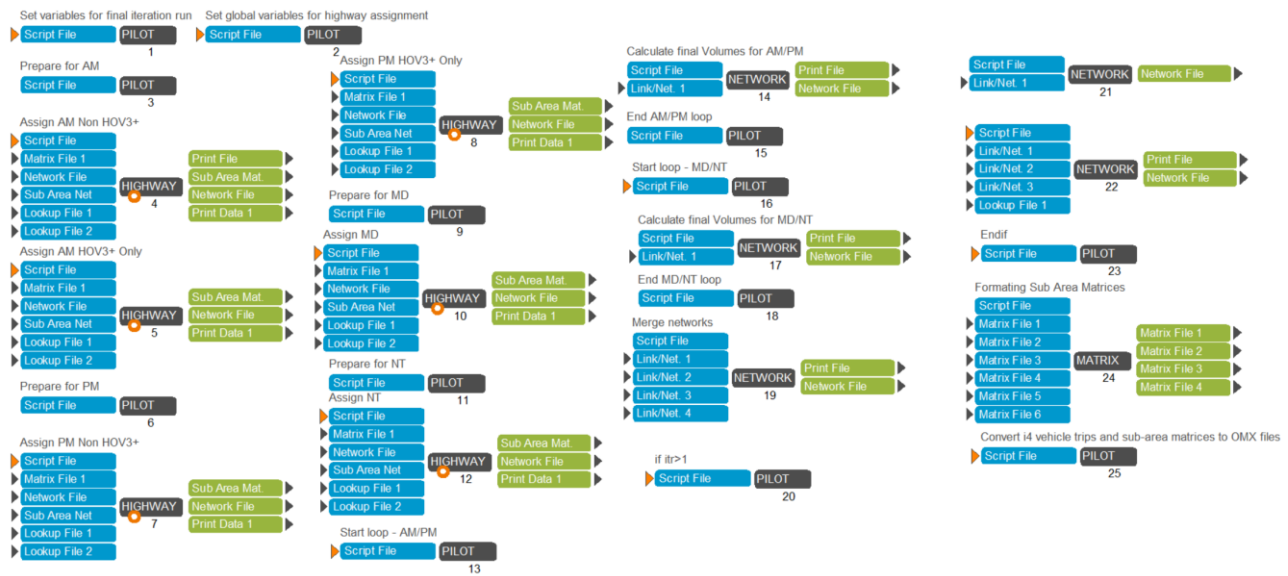 Set variables for final iteration run
Script File PILOT
1
Set global variables for highway assignment
Script File PILOT
2
Prepare for AM
Script File PILOT
3
Assign AM Non HOV3+
Script File
Matrix File 1
Network File
Sub Area Net
Lookup File 1
Lookup File 2
HIGHWAY
4
Print File
Sub Area Mat.
Network File
Print Data 1
Assign AM HOV3+ Only
Script File
Matrix File 1
Network File
Sub Area Net
Lookup File 1
Lookup File 2
HIGHWAY
5
Sub Area Mat.
Network File
Print Data 1
Prepare for PM
Script File PILOT
6
Assign PM Non HOV3+
Script File
Matrix File 1
Network File
Sub Area Net
Lookup File 1
Lookup File 2
HIGHWAY
7
Sub Area Mat.
Network File
Print Data 1
Assign PM HOV3+ Only
Script File
Matrix File 1
Network File
Sub Area Net
Lookup File 1
Lookup File 2
HIGHWAY
8
Sub Area Mat.
Network File
Print Data 1
Prepare for MD
Script File PILOT
9
Assign MD
Script File
Matrix File 1
Network File
Sub Area Net
Lookup File 1
Lookup File 2
HIGHWAY
10
Sub Area Mat.
Network File
Print Data 1
Prepare for NT
Script File PILOT
11
Assign NT
Script File
Matrix File 1
Network File
Sub Area Net
Lookup File 1
Lookup File 2
HIGHWAY
12
Sub Area Mat.
Network File
Print Data 1
Start loop - AM/PM
Script File PILOT
13
Calculate final Volumes for AM/PM
Script File
Link/Net. 1
NETWORK
14
Print File
Network File
End AM/PM loop
Script File PILOT
15
Start loop - MD/NT
Script File PILOT
16
Calculate final Volumes for MD/NT
Script File
Link/Net. 1
NETWORK
17
Print File
Network File
End MD/NT loop
Script File PILOT
18
Merge networks
Script File
Link/Net. 1
Link/Net. 2
Link/Net. 3
Link/Net. 4
NETWORK
19
Print File
Network File
if itr>1
Script File PILOT
20
Script File
Link/Net. 1
NETWORK
21
Network File
Script File
Link/Net. 1
Link/Net. 2
Link/Net. 3
Lookup File 1
NETWORK
22
Print File
Network File
Endif
Script File PILOT
23
Formating Sub Area Matrices
Script File
Matrix File 1
Matrix File 2
Matrix File 3
Matrix File 4
Matrix File 5
Matrix File 6
MATRIX
24
Matrix File 1
Matrix File 2
Matrix File 3
Matrix File 4
Convert i4 vehicle trips and sub-area matrices to OMX files
Script File PILOT
25